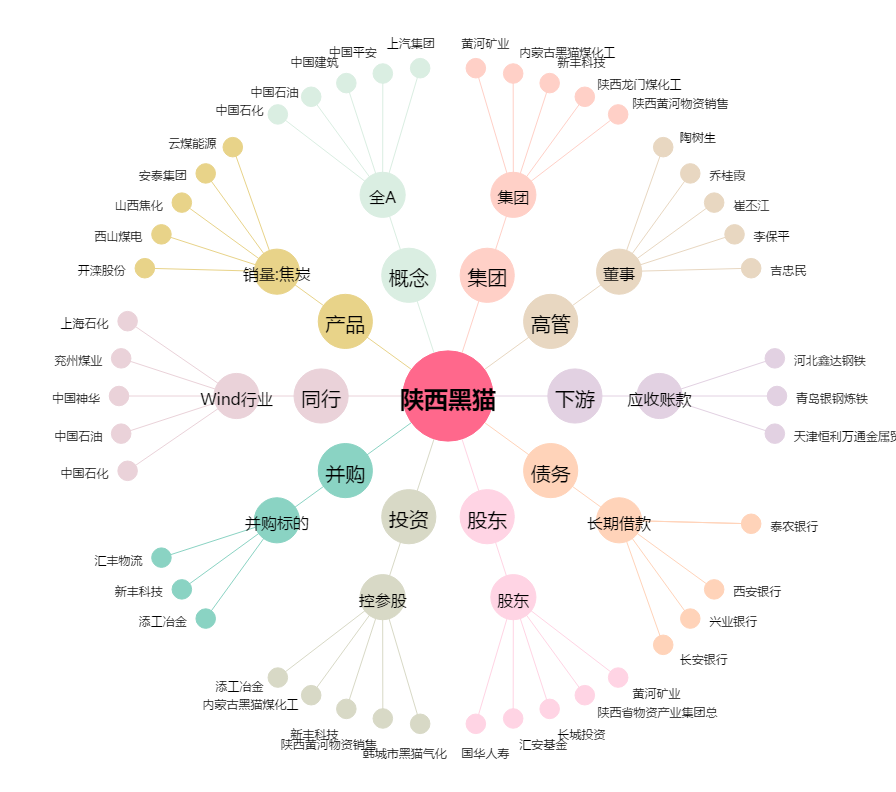 上汽集团
中国平安
中国建筑
中国石油
中国石化
全A
概念
黄河矿业
内蒙古黑猫煤化工
新丰科技
陕西龙门煤化工
陕西黄河物资销售
集团
集团
陶树生
乔桂霞
崔丕江
李保平
吉忠民
董事
高管
云煤能源
安泰集团
山西焦化
西山煤电
开滦股份
销量:焦炭
产品
上海石化
兖州煤业
中国神华
中国石油
中国石化
Wind行业
同行
陕西黑猫
下游
应收账款
河北鑫达钢铁
青岛银钢炼铁
天津恒利万通金属贸
并购
并购标的
汇丰物流
新丰科技
添工冶金
投资
控参股
添工冶金
内蒙古黑猫煤化工
新丰科技
陕西黄河物资销售
韩城市黑猫气化
股东
股东
黄河矿业
陕西省物资产业集团总
长城投资
汇安基金
国华人寿
债务
长期借款
秦农银行
西安银行
兴业银行
长安银行